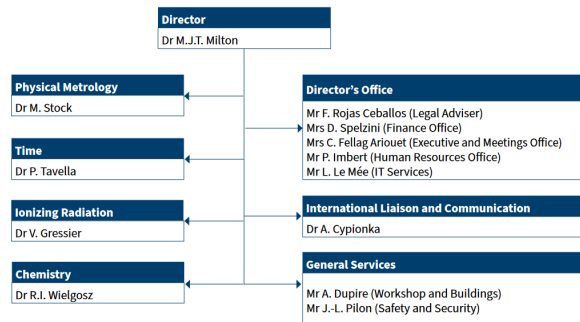 Director
Dr M.J.T. Milton
Physical Metrology
Dr M. Stock
Time
Dr P. Tavella
Ionizing Radiation
Dr V. Gressier
Chemistry
Dr R.I. Wielgosz
Director's Office
Mr F. Rojas Ceballos (Legal Adviser)
Mrs D. Spelzini (Finance Office)
Mrs C. Fellag Ariouet (Executive and Meetings Office)
Mr P. Imbert (Human Resources Office)
Mr L. Le Mée (IT Services)
International Liaison and Communication
Dr A. Cypionka
General Services
Mr A. Dupire (Workshop and Buildings)
Mr J.-L. Pilon (Safety and Security)